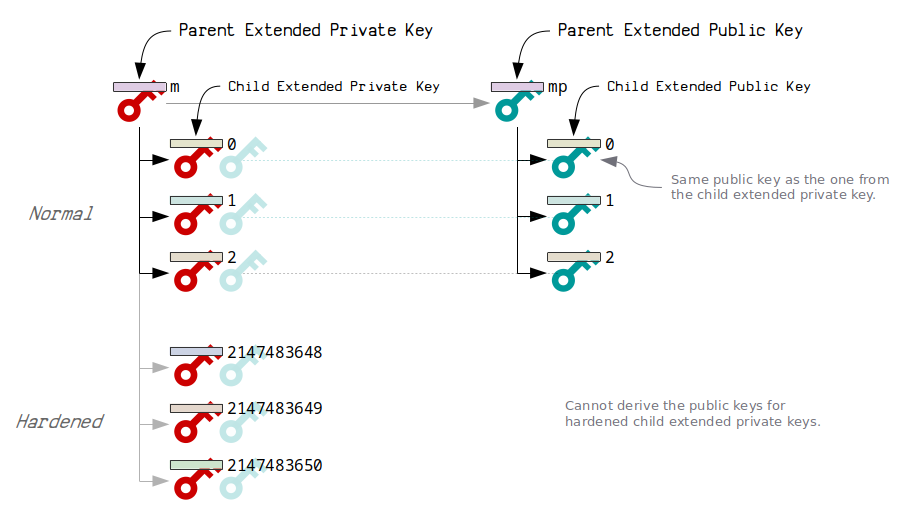 Parent Extended Private Key
Parent Extended Public Key
m
Child Extended Private Key
mp
Child Extended Public Key
0
0
Same public key as the one from
the child extended private key.
1
1
Normal
2
2
2147483648
2147483649
Cannot derive the public keys for
hardened child extended private keys.
Hardened
2147483650